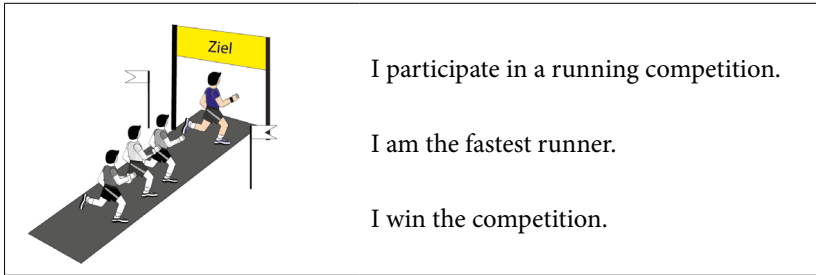 Ziel
I participate in a running competition.
I am the fastest runner.
I win the competition.